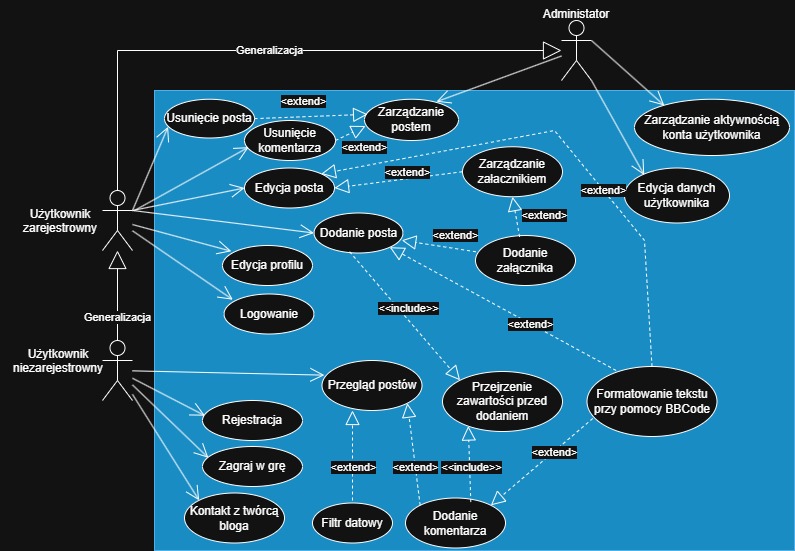 Administator
Generalizacja
Usunięcie posta
<extend>
Zarządzanie
postem
Zarządzanie aktywnością
konta użytkownika
Usunięcie
komentarza
<extend>
Zarządzanie
załacznikiem
<extend>
Edycja posta
<extend>
Edycja danych
użytkownika
Użytkownik
zarejestrowny
<extend>
Dodanie posta
<extend>
Dodanie
załącznika
Edycja profilu
<<include>>
Logowanie
Generalizacja
<extend>
Użytkownik
niezarejestrowny
Przegląd postów
Przejrzenie
zawartości przed
dodaniem
Formatowanie tekstu
przy pomocy BBCode
Rejestracja
<extend>
Zagraj w grę
<extend>
<extend>
<<include>>
Kontakt z twórcą
bloga
Filtr datowy
Dodanie
komentarza